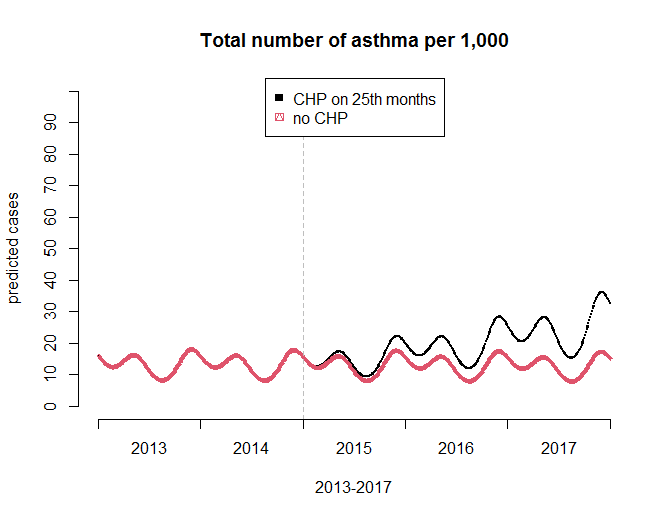 Total number of asthma per 1,000
CHP on 25th months
no CHP
predicted cases
90
80
70
60
50
40
30
20
10
0
2013 2014 2015 2016 2017
2013-2017